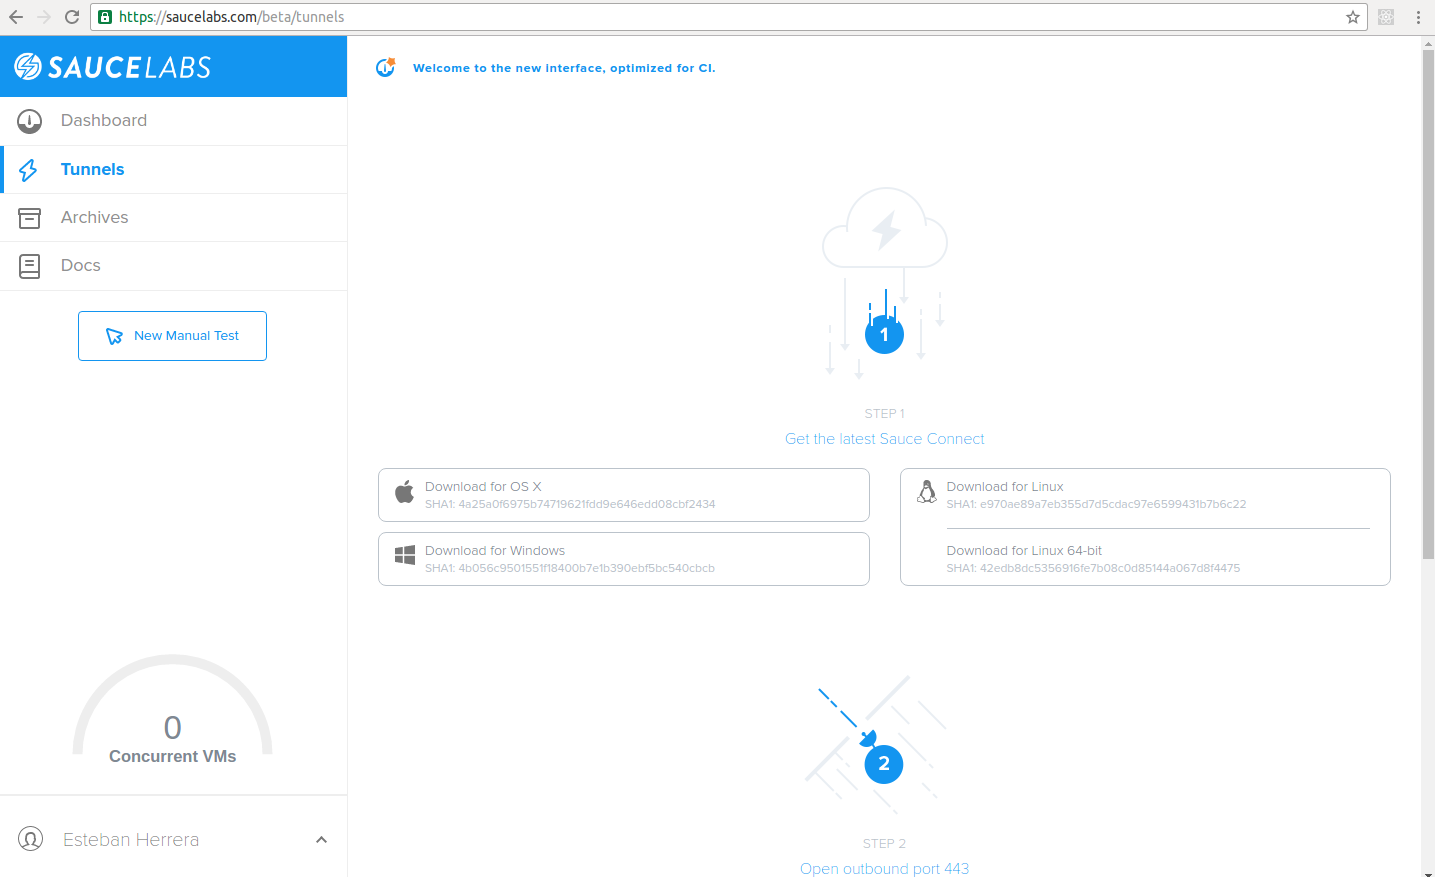 https://saucelabs.com/beta/tunnels
SAUCELABS
Dashboard
Tunnels
Archives
Docs
New Manual Test
0
Concurrent VMs
Esteban Herrera
Welcome to the new interface, optimized for CI.
1
STEP 1
Get the latest Sauce Connect
Download for OS X
SHA1: 4a25a0f6975b74719621fdd9e646edd08cbf2434
Download for Windows
SHA1: 4b056c9501551f18400b7e1b390ebf5bc540cbcb
Download for Linux
SHA1: e970ae89a7eb355d7d5cdac97e6599431b7b6c22
Download for Linux 64-bit
SHA1: 42edb8dc5356916fe7b08c0d85144a067d8f4475
2
STEP 2
Open outbound port 443